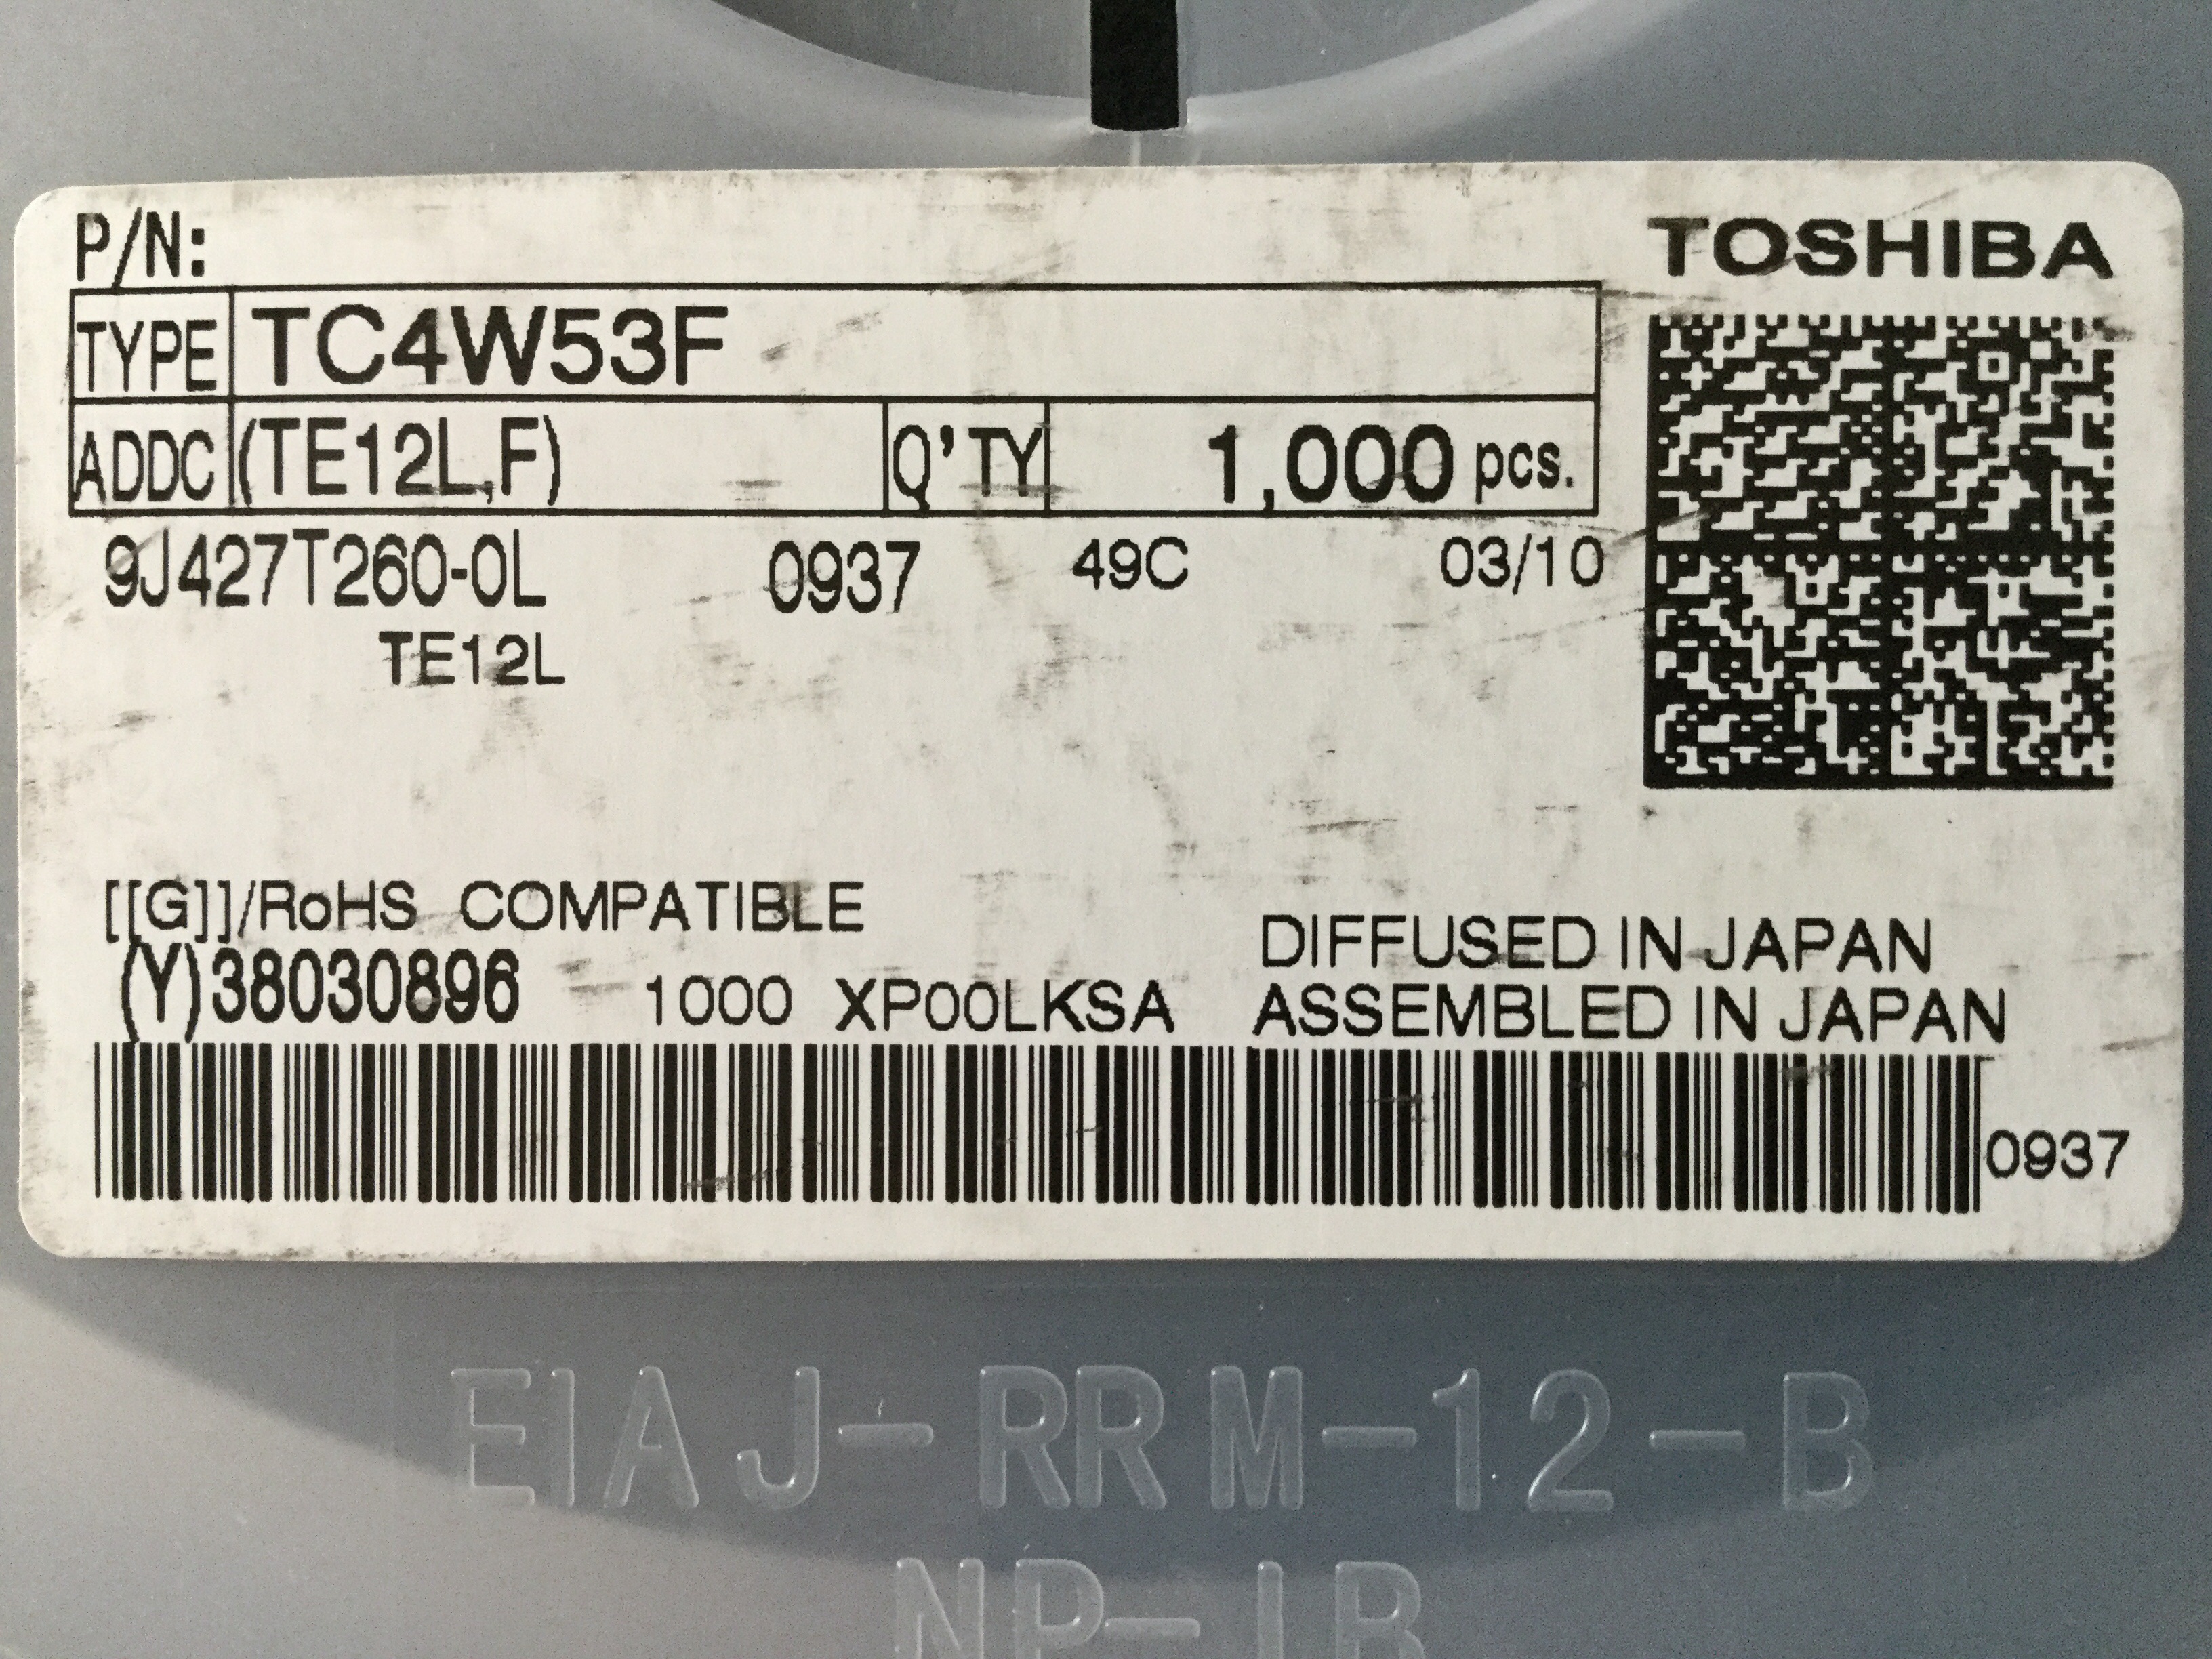 P/N:
TOSHIBA
TYPE TC4W53F
ADDC (TE12L,F) Q'TY 1,000 pcs.
9J427T260-0L 0937 49C 03/10
TE12L
[[G]]/RoHS COMPATIBLE
DIFFUSED IN JAPAN
(Y)38030896 1000 XP00LKSA ASSEMBLED IN JAPAN
0937
EIAJ-RRM-12-B